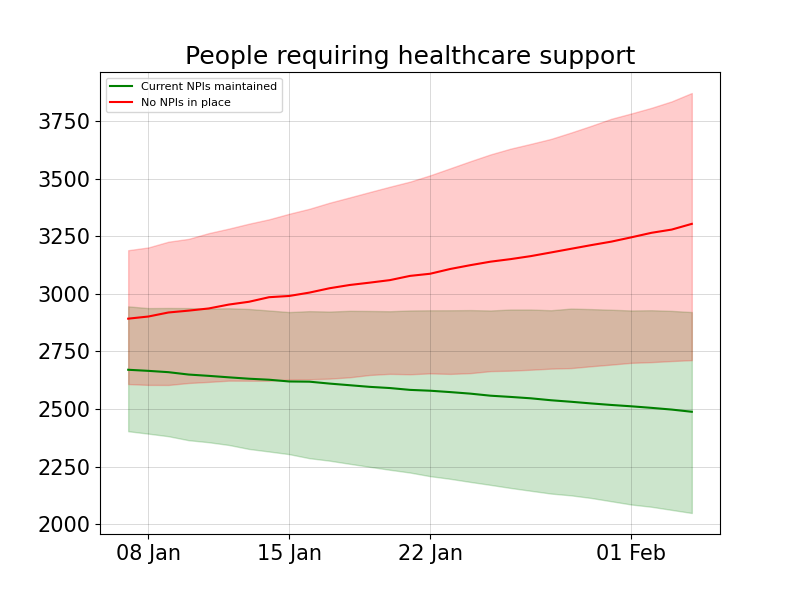 People requiring healthcare support
Current NPIs maintained
No NPIs in place
3750
3500
3250
3000
2750
2500
2250
2000
08 Jan
15 Jan
22 Jan
01 Feb